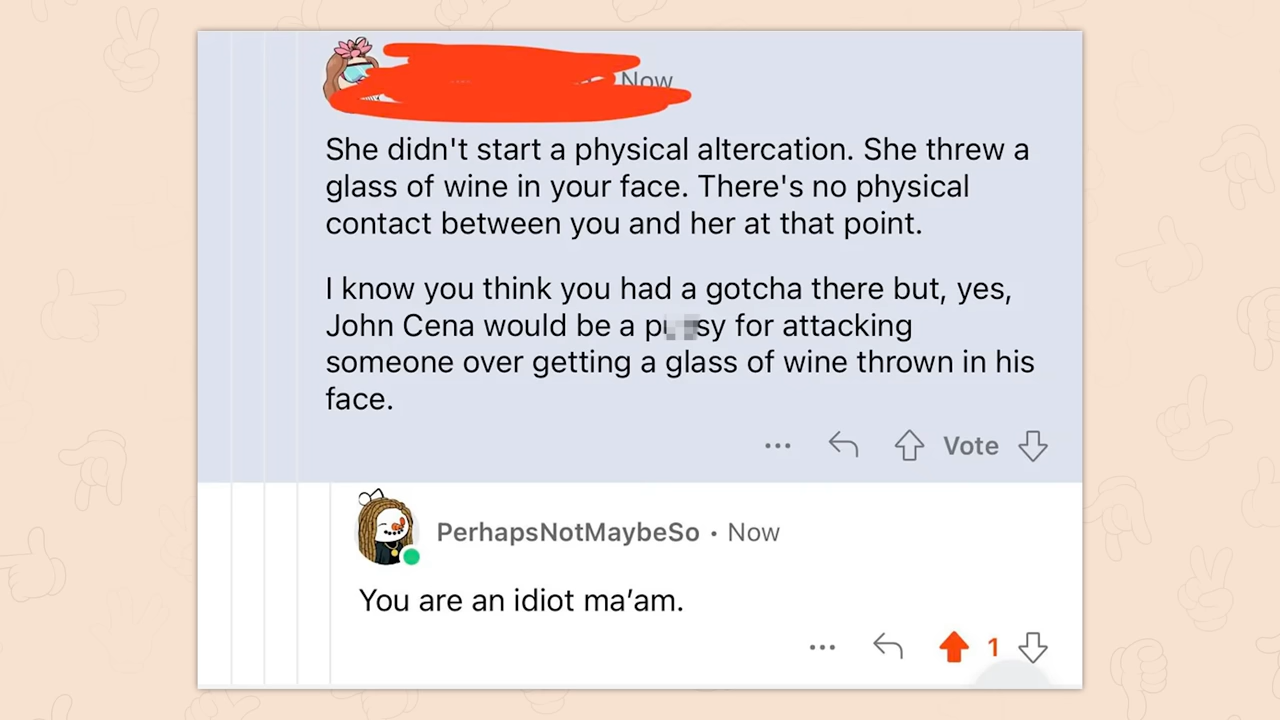 Now
She didn't start a physical altercation. She threw a
glass of wine in your face. There's no physical
contact between you and her at that point.
I know you think you had a gotcha there but, yes,
John Cena would be a sy for attacking
someone over getting a glass of wine thrown in his
face.
Vote
PerhapsNotMaybeSo • Now
You are an idiot ma’am.
1